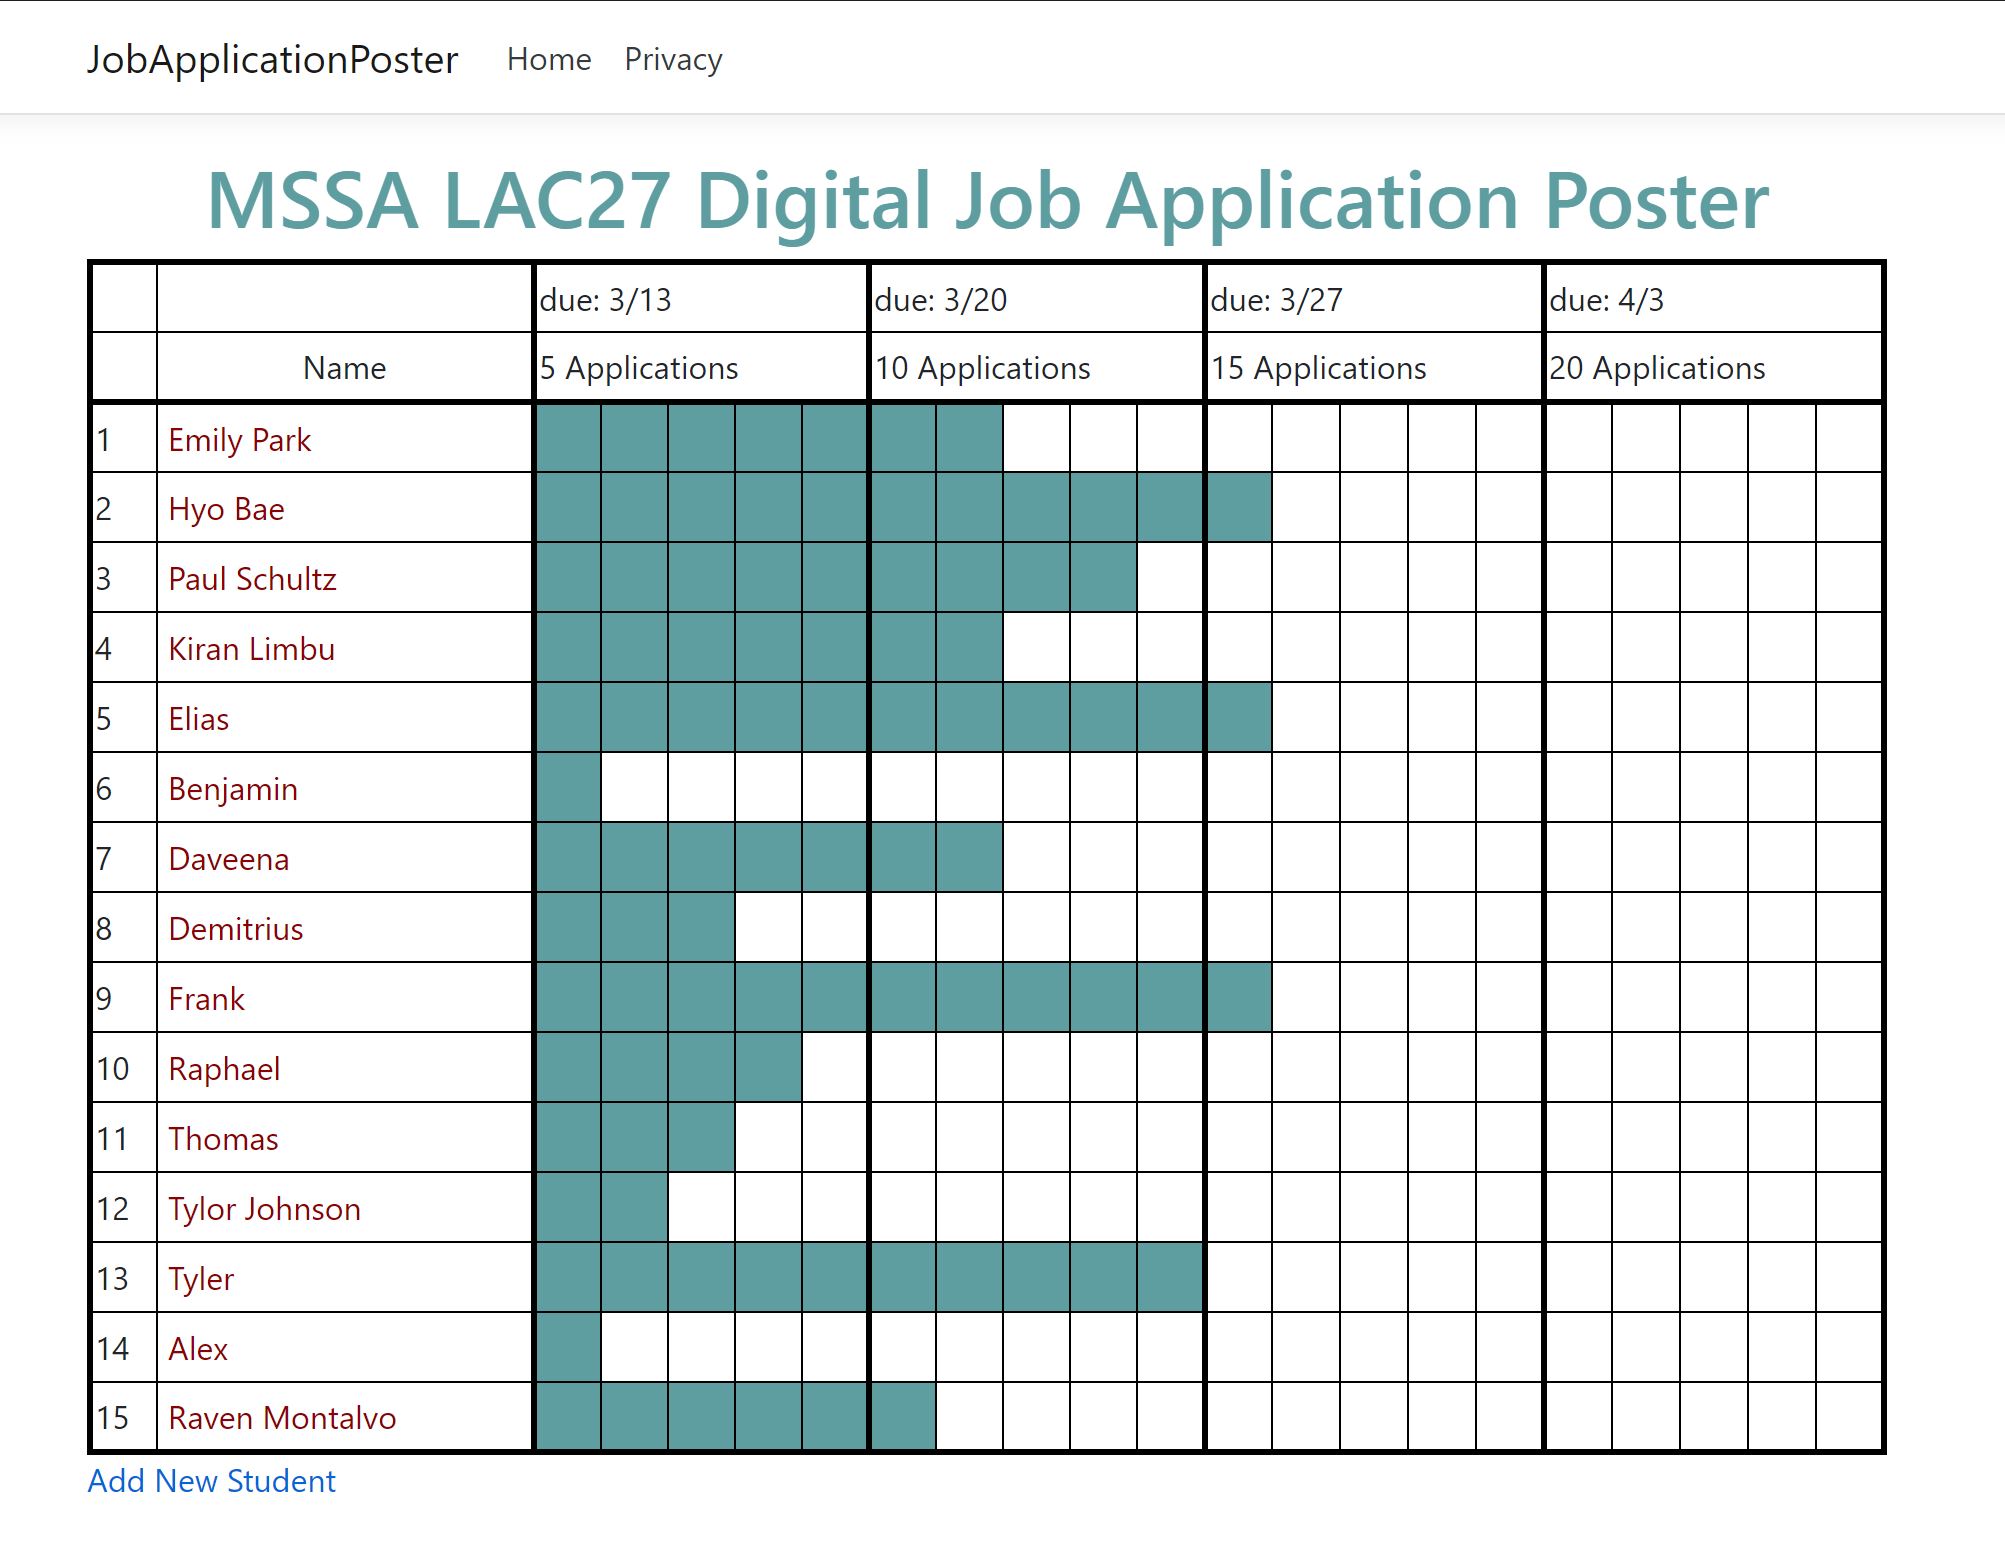 JobApplicationPoster Home Privacy
MSSA LAC27 Digital Job Application Poster
due: 3/13 due: 3/20 due: 3/27 due: 4/3
Name 5 Applications 10 Applications 15 Applications 20 Applications
1 Emily Park
2 Hyo Bae
3 Paul Schultz
4 Kiran Limbu
5 Elias
6 Benjamin
7 Daveena
8 Demitrius
9 Frank
10 Raphael
11 Thomas
12 Tylor Johnson
13 Tyler
14 Alex
15 Raven Montalvo
Add New Student